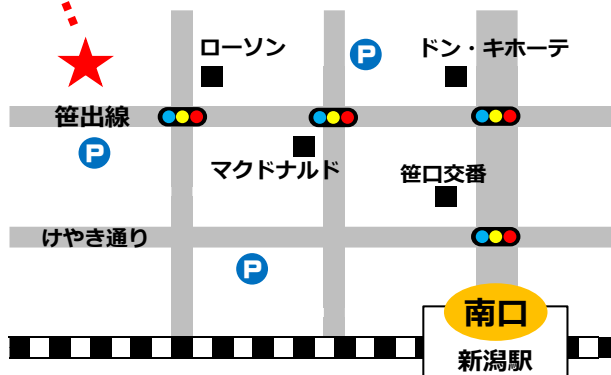 ローソン
P
ドン・キホーテ
笹出線
P
マクドナルド
笹口交番
けやき通り
P
南口
新潟駅